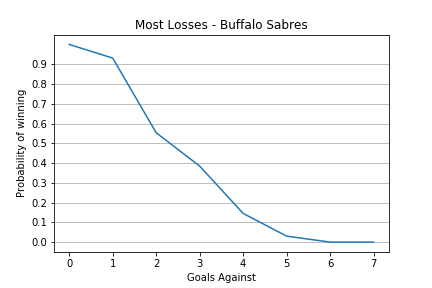 Most Losses - Buffalo Sabres
Probability of winning
0.9
0.8
0.7
0.6
0.5
0.4
0.3
0.2
0.1
0.0
0 1 2 3 4 5 6 7
Goals Against